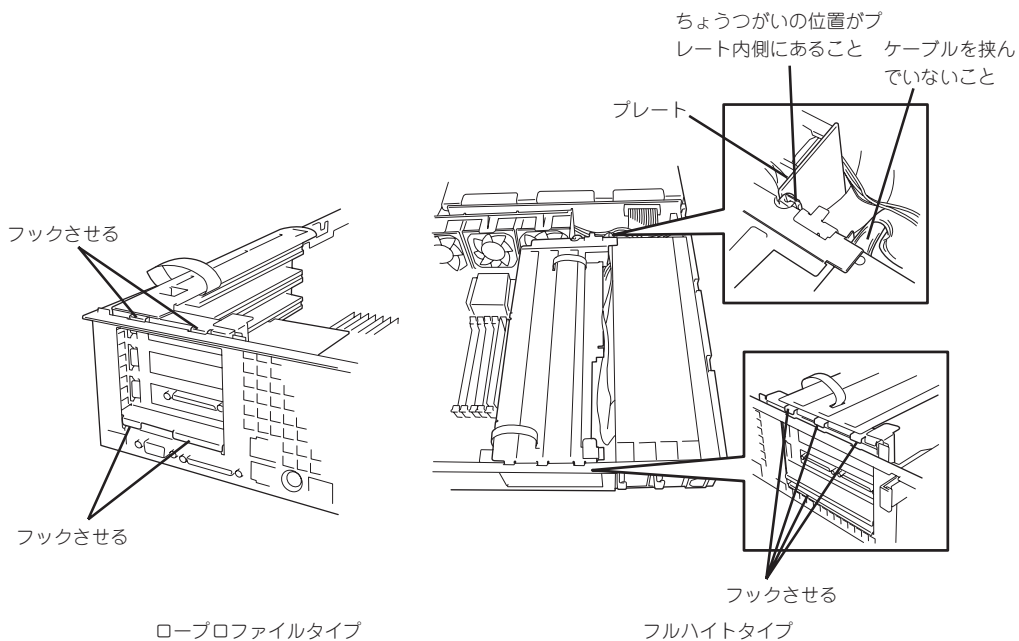 ちょうつがいの位置がプ
レート内側にあること
ケーブルを挟ん
でいないこと
プレート
フックさせる
フックさせる
フックさせる
ロープロファイルタイプ
フルハイトタイプ